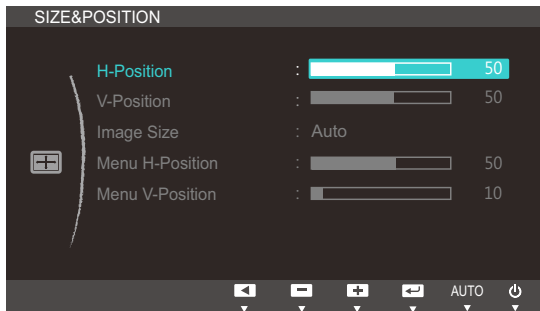 SIZE&POSITION
H-Position : 50
V-Position : 50
Image Size : Auto
Menu H-Position : 50
Menu V-Position : 10
AUTO